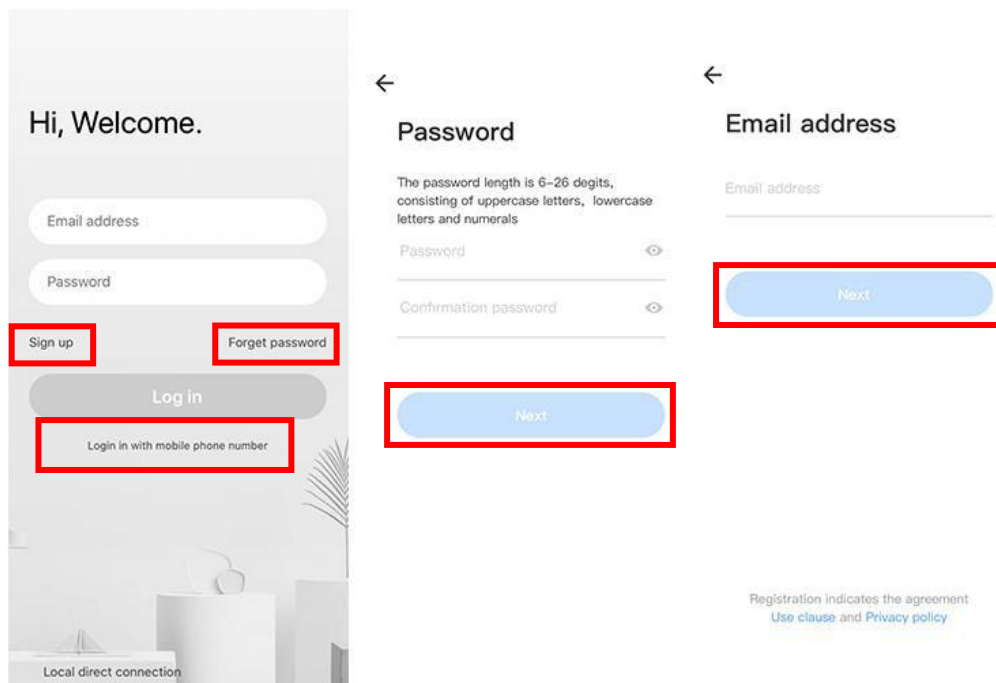 Hi, Welcome.
Email address
Password
Sign up
Forget password
Log in
Login in with mobile phone number
Local direct connection
Password
The password length is 6-26 degits,
consisting of uppercase letters, lowercase
letters and numerals
Password
Confirmation password
Next
Email address
Email address
Next
Registration indicates the agreement
Use clause and Privacy policy